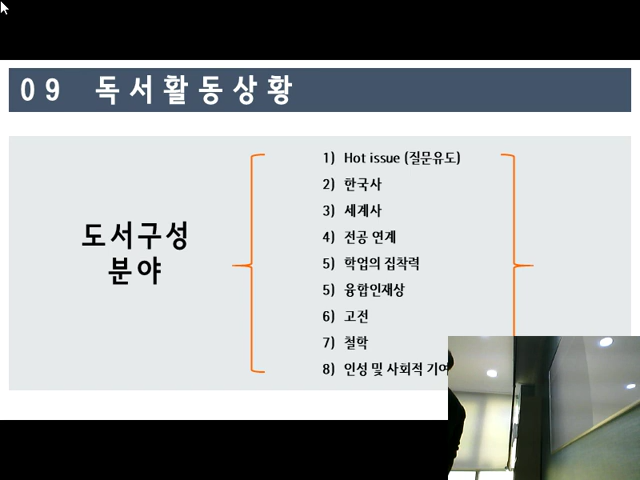 09 독서활동상황
도서구성
분야
1) Hot issue (질문유도)
2) 한국사
3) 세계사
4) 전공 연계
5) 학업의 집착력
5) 융합인재상
6) 고전
7) 철학
8) 인성 및 사회적 기여